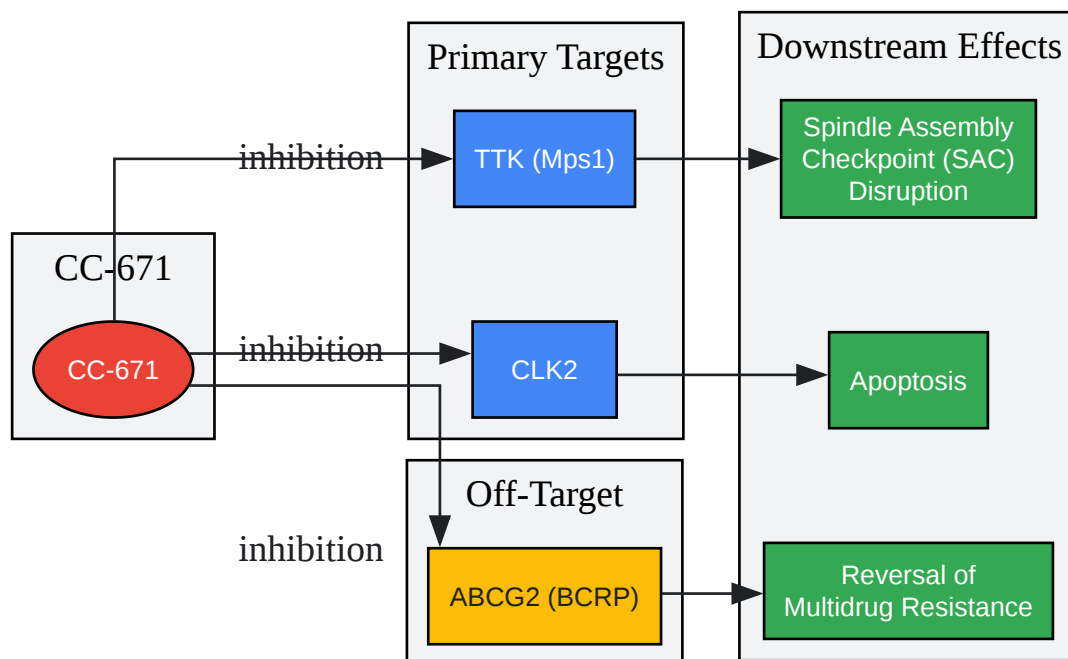 Primary Targets
Downstream Effects
inhibition
TTK (Mps1)
Spindle Assembly
Checkpoint (SAC)
Disruption
CC-671
CC-671
inhibition
CLK2
Apoptosis
Off-Target
inhibition
ABCG2 (BCRP)
Reversal of
Multidrug Resistance